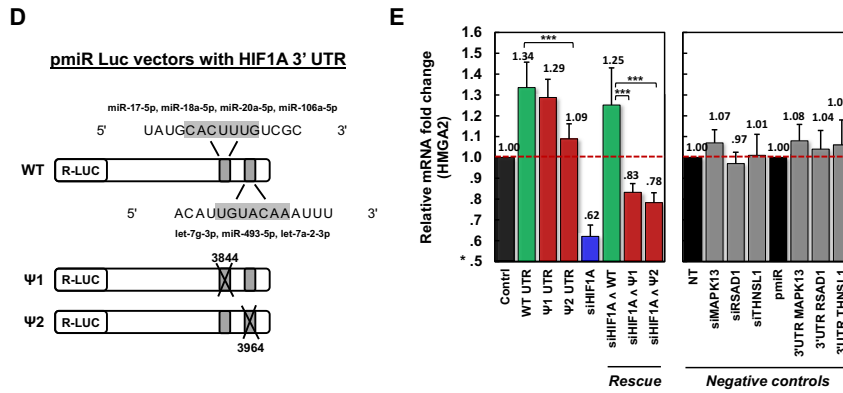 D
pmiR Luc vectors with HIF1A 3' UTR
miR-17-5p, miR-18a-5p, miR-20a-5p, miR-106a-5p
5' UAUGCACUUUGUCGC 3'
WT R-LUC
5' ACAUUGUACAAAUUU 3'
let-7g-3p, miR-493-5p, let-7a-2-3p
3844
Ψ1 R-LUC
Ψ2 R-LUC
3964
E
Relative mRNA fold change
(HMGA2)
1.6
1.5
1.4
1.3
1.2
1.1
1.0
.9
.8
.7
.6
* .5
1.00
1.34
1.29
1.09
.62
1.25
.83
.78
***
***
***
Contrl
WT UTR
Ψ1 UTR
Ψ2 UTR
siHIF1A
siHIF1A ʌ WT
siHIF1A ʌ Ψ1
siHIF1A ʌ Ψ2
Rescue
1.00
1.07
.97
1.01
1.00
1.08
1.04
NT
siMAPK13
siRSAD1
siTHNSL1
pmiR
3'UTR MAPK13
3'UTR RSAD1
3'UTR THNSL1
Negative controls